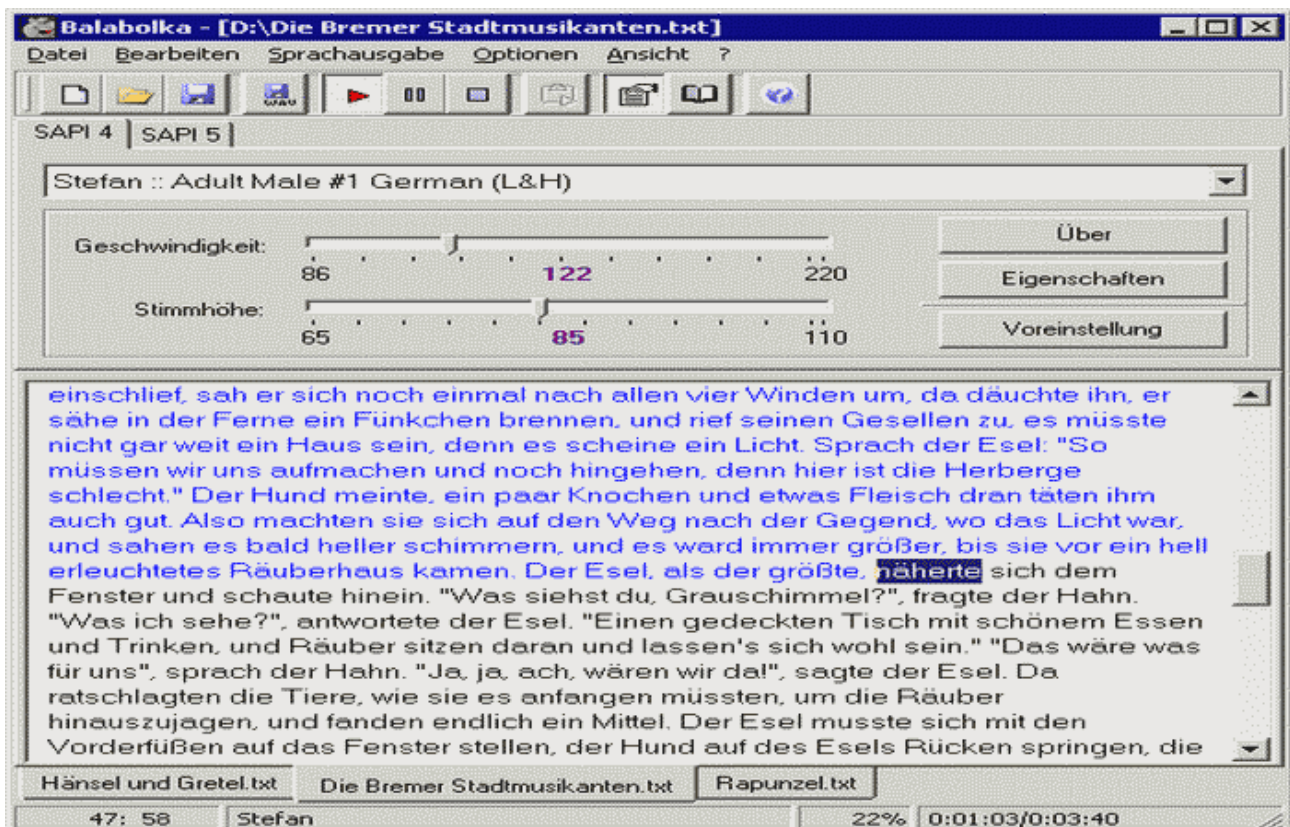 Balabolka - [D:\Die Bremer Stadtmusikanten.txt]
Datei Bearbeiten Sprachausgabe Optionen Ansicht ?
WAV
SAPI 4 SAPI 5
Stefan :: Adult Male #1 German (L&H)
Geschwindigkeit:
86 122 220
Stimmhöhe:
65 85 110
Über
Eigenschaften
Voreinstellung
einschlief, sah er sich noch einmal nach allen vier Winden um, da däuchte ihn, er
sähe in der Ferne ein Fünkchen brennen, und rief seinen Gesellen zu, es müsste
nicht gar weit ein Haus sein, denn es scheine ein Licht. Sprach der Esel: "So
müssen wir uns aufmachen und noch hingehen, denn hier ist die Herberge
schlecht." Der Hund meinte, ein paar Knochen und etwas Fleisch dran täten ihm
auch gut. Also machten sie sich auf den Weg nach der Gegend, wo das Licht war,
und sahen es bald heller schimmern, und es ward immer größer, bis sie vor ein hell
erleuchtetes Räuberhaus kamen. Der Esel, als der größte, näherte sich dem
Fenster und schaute hinein. "Was siehst du, Grauschimmel?", fragte der Hahn.
"Was ich sehe?", antwortete der Esel. "Einen gedeckten Tisch mit schönem Essen
und Trinken, und Räuber sitzen daran und lassen's sich wohl sein." "Das wäre was
für uns", sprach der Hahn. "Ja, ja, ach, wären wir da!", sagte der Esel. Da
ratschlagten die Tiere, wie sie es anfangen müssten, um die Räuber
hinauszujagen, und fanden endlich ein Mittel. Der Esel musste sich mit den
Vorderfüßen auf das Fenster stellen, der Hund auf des Esels Rücken springen, die
Hänsel und Gretel.txt Die Bremer Stadtmusikanten.txt Rapunzel.txt
47: 58 Stefan 22% 0:01:03/0:03:40